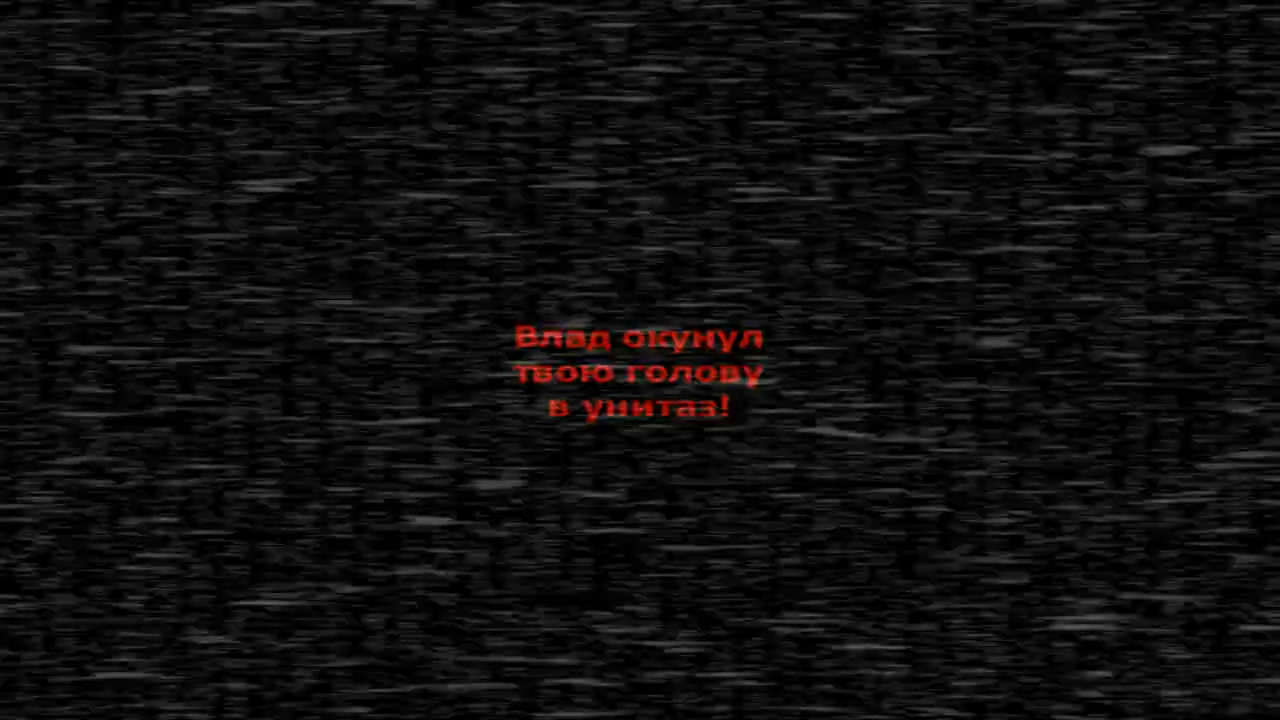 Влад окунул
твою голову
в унитаз!